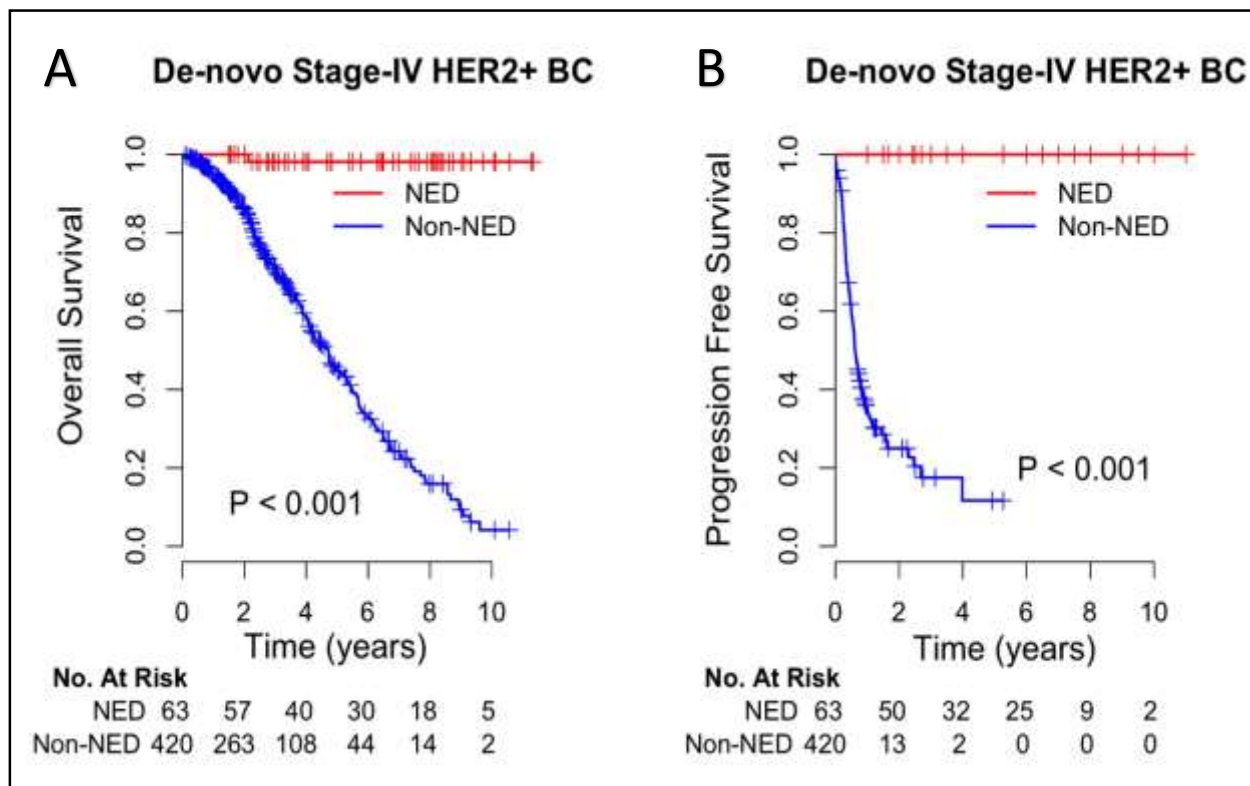 A
De-novo Stage-IV HER2+ BC
Overall Survival
1.0
0.8
0.6
0.4
0.2
0.0
NED
Non-NED
P < 0.001
0 2 4 6 8 10
Time (years)
No. At Risk
NED 63 57 40 30 18 5
Non-NED 420 263 108 44 14 2
B
De-novo Stage-IV HER2+ BC
Progression Free Survival
1.0
0.8
0.6
0.4
0.2
0.0
NED
Non-NED
P < 0.001
0 2 4 6 8 10
Time (years)
No. At Risk
NED 63 50 32 25 9 2
Non-NED 420 13 2 0 0 0